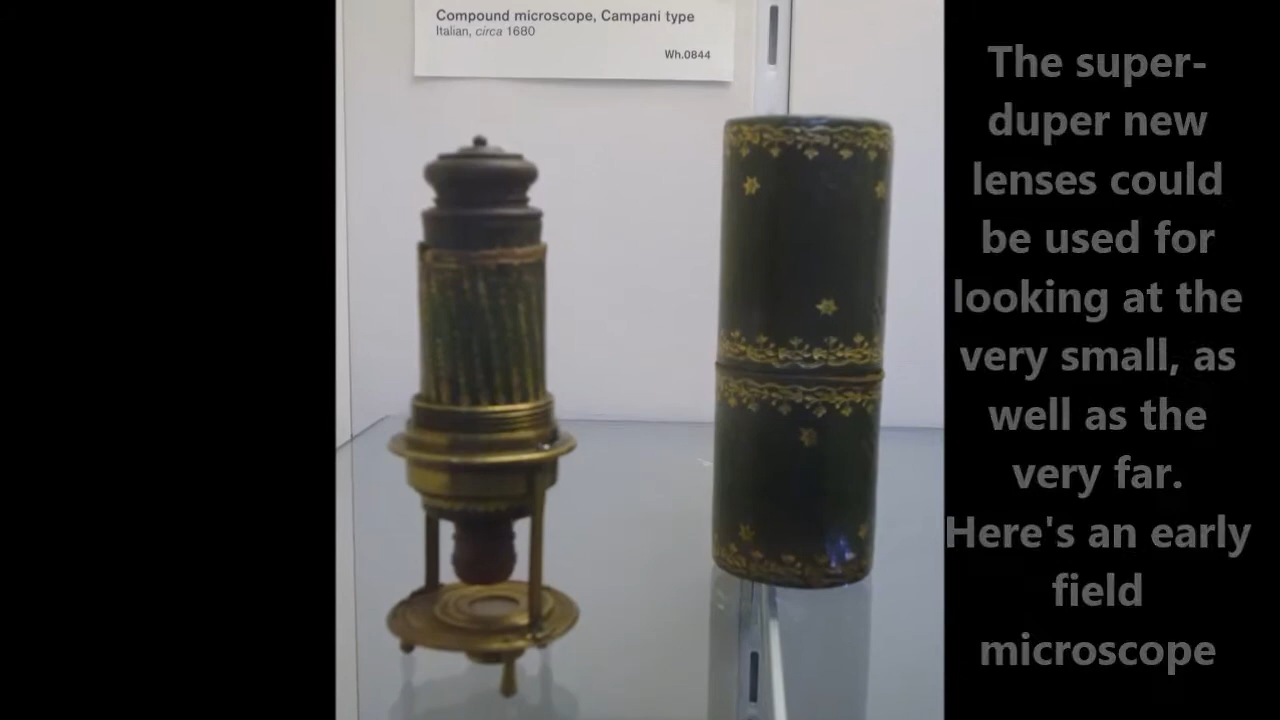 Compound microscope, Campani type
Italian, circa 1680
Wh.0844
The super-
duper new
lenses could
be used for
looking at the
very small, as
well as the
very far.
Here's an early
field
microscope